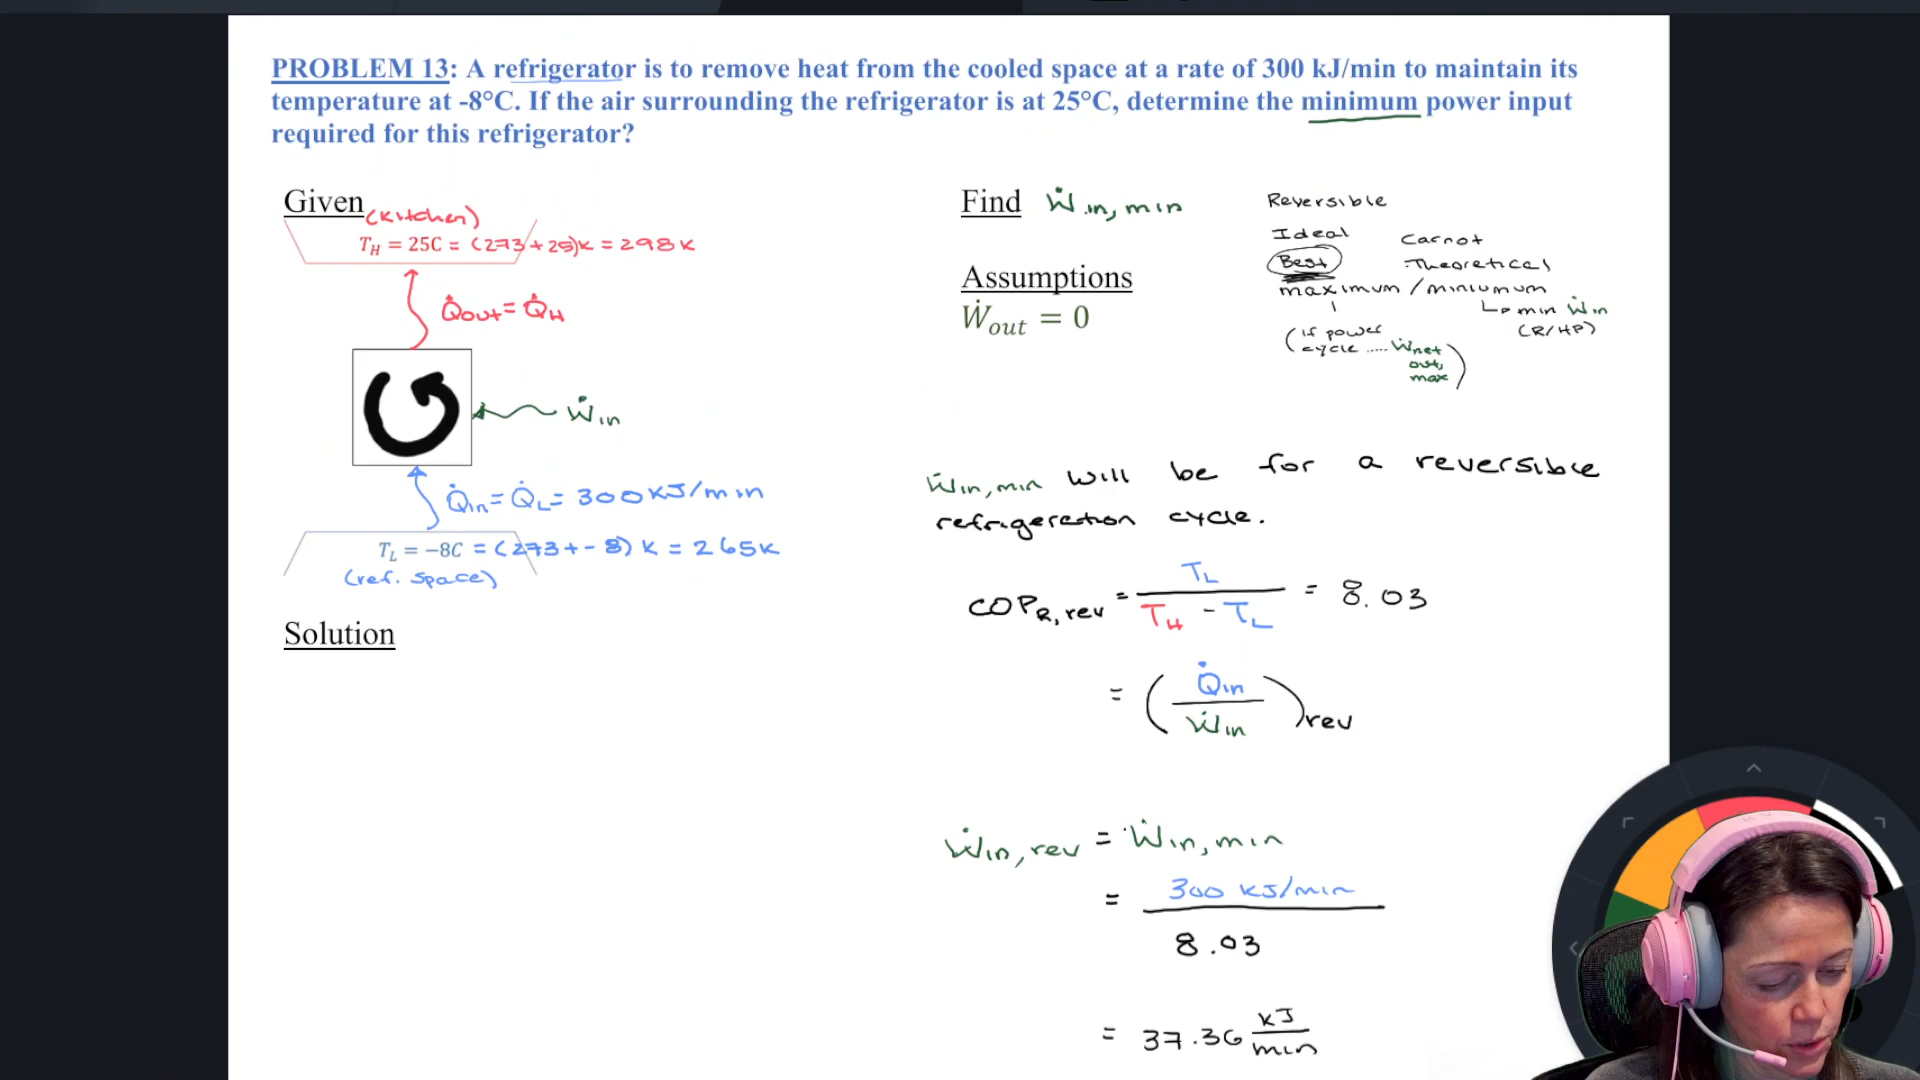 PROBLEM 13: A refrigerator is to remove heat from the cooled space at a rate of 300 kJ/min to maintain its
temperature at -8°C. If the air surrounding the refrigerator is at 25°C, determine the minimum power input
required for this refrigerator?
Given
(Kitchen)
T_H = 25C = (273+25)K = 298K
Q̇out = Q̇H
Ẇin
Q̇in = Q̇L = 300 kJ/min
T_L = −8C = (273+-8)K = 265K
(ref. space)
Solution
Find Ẇin, min
Assumptions
Ẇ_out = 0
Reversible
Ideal
Carnot
Best
Theoretical
maximum / miniumum
min Ẇin
(R/HP)
(if power
cycle ..... Ẇnet
out,
max)
Ẇin, min will be for a reversible
refrigeration cycle.
COP_R,rev = T_L / (T_H - T_L) = 8.03
= (Q̇in / Ẇin)rev
Ẇin, rev = Ẇin, min
= 300 kJ/min
8.03
= 37.36 kJ/min